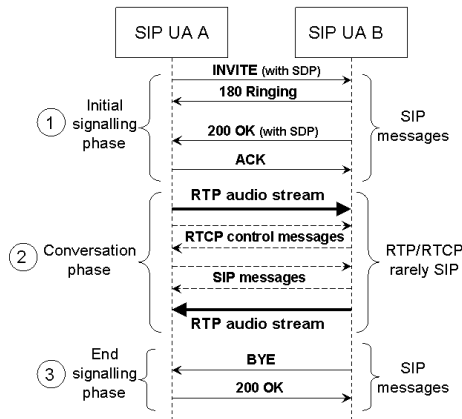 SIP UA A
SIP UA B
INVITE (with SDP)
180 Ringing
200 OK (with SDP)
ACK
1
Initial
signalling
phase
SIP
messages
RTP audio stream
RTCP control messages
SIP messages
RTP audio stream
2
Conversation
phase
RTP/RTCP
rarely SIP
BYE
200 OK
3
End
signalling
phase
SIP
messages